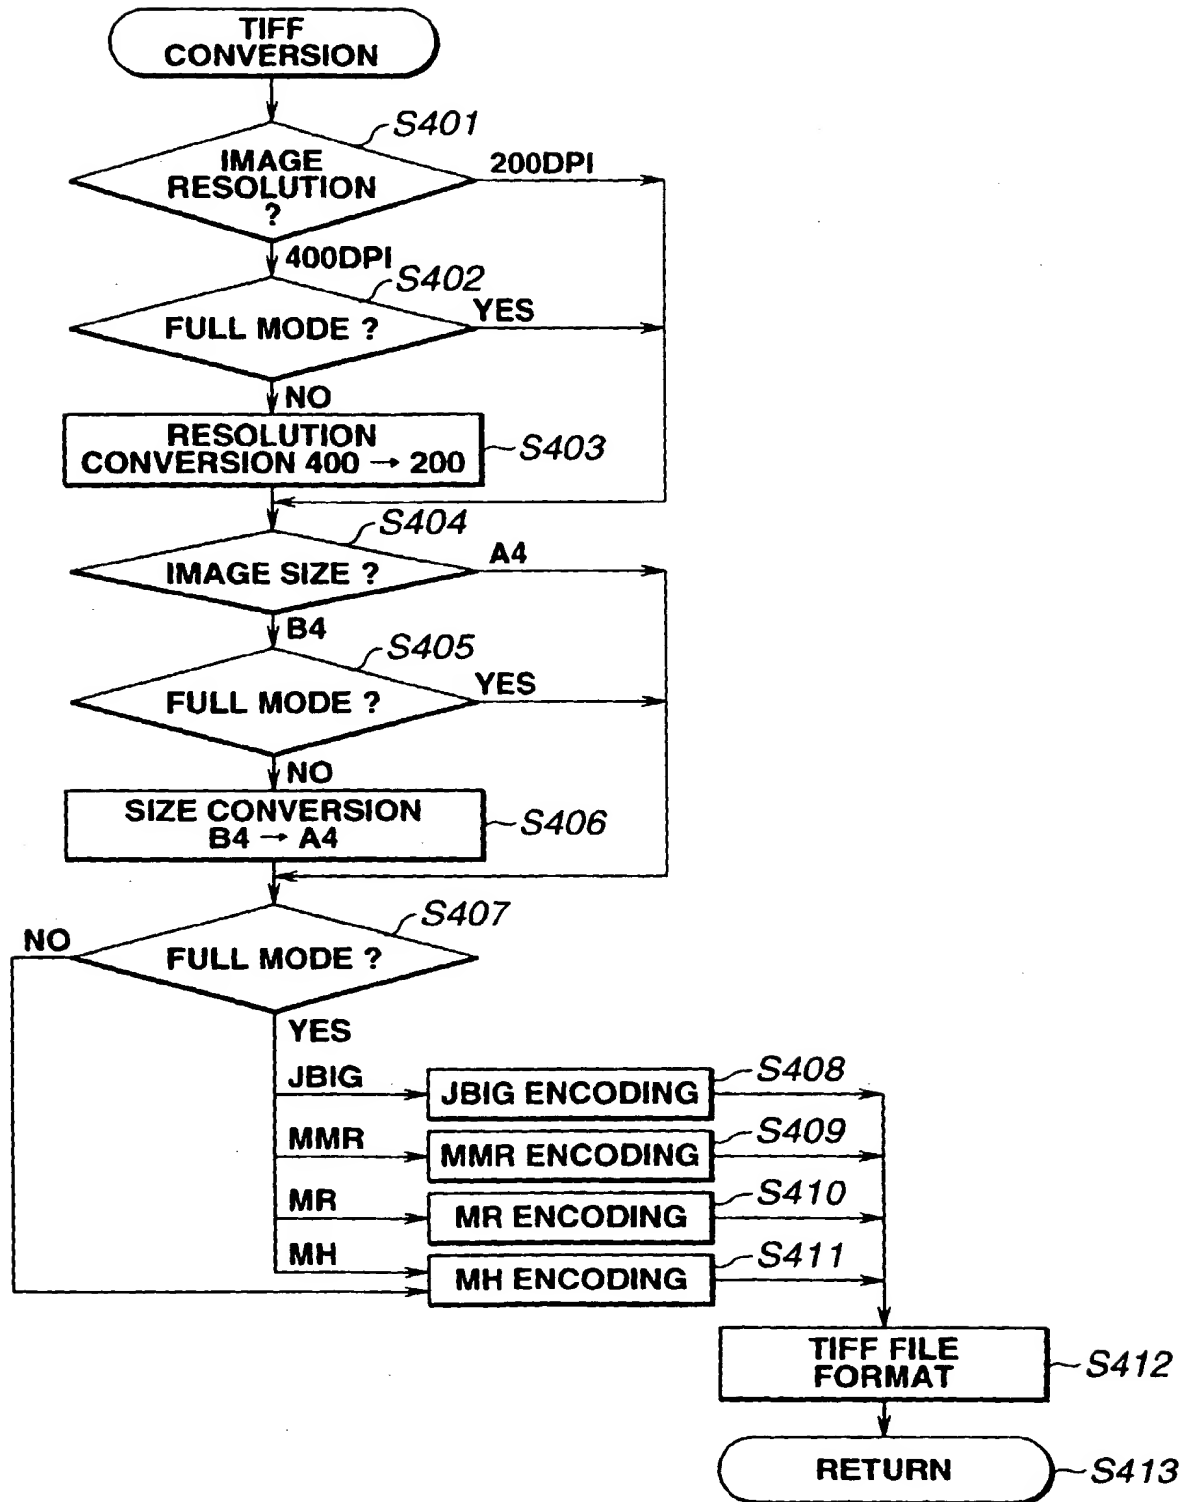 TIFF
CONVERSION
S401
IMAGE
RESOLUTION
?
200DPI
400DPI
S402
FULL MODE ?
YES
NO
RESOLUTION
CONVERSION 400 → 200
S403
S404
IMAGE SIZE ?
A4
B4
S405
FULL MODE ?
YES
NO
SIZE CONVERSION
B4 → A4
S406
S407
NO
FULL MODE ?
YES
JBIG
JBIG ENCODING
S408
MMR
MMR ENCODING
S409
MR
MR ENCODING
S410
MH
MH ENCODING
S411
TIFF FILE
FORMAT
S412
RETURN
S413